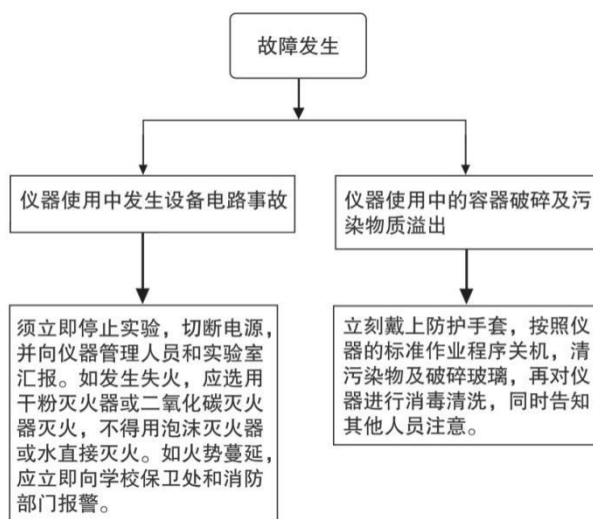 故障发生
仪器使用中发生设备电路事故
仪器使用中的容器破碎及污
染物质溢出
须立即停止实验，切断电源，
并向仪器管理人员和实验室
汇报。如发生失火，应选用
干粉灭火器或二氧化碳灭火
器灭火，不得用泡沫灭火器
或水直接灭火。如火势蔓延，
应立即向学校保卫处和消防
部门报警。
立刻戴上防护手套，按照仪
器的标准作业程序关机，清
污染物及破碎玻璃，再对仪
器进行消毒清洗，同时告知
其他人员注意。